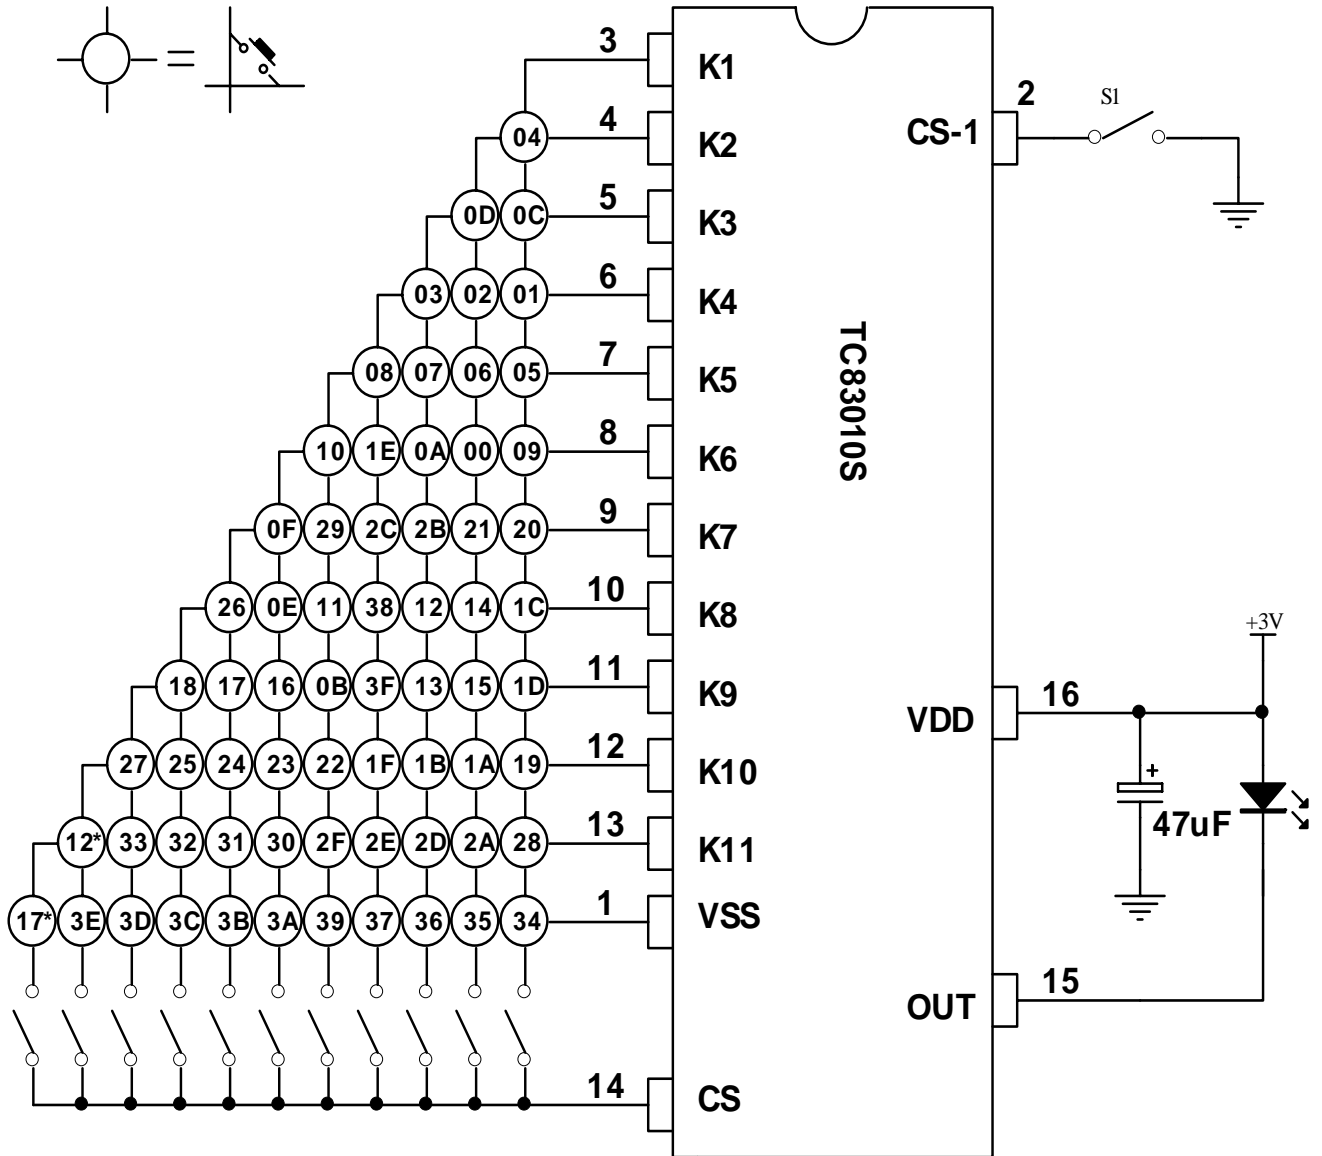 3 K1
2 S1
CS-1
04 4 K2
0D 0C 5 K3
03 02 01 6 K4
TC83010S
08 07 06 05 7 K5
10 1E 0A 00 09 8 K6
0F 29 2C 2B 21 20 9 K7
26 0E 11 38 12 14 1C 10 K8
+3V
18 17 16 0B 3F 13 15 1D 11 K9
VDD 16
27 25 24 23 22 1F 1B 1A 19 12 K10
+
47uF
12* 33 32 31 30 2F 2E 2D 2A 28 13 K11
17* 3E 3D 3C 3B 3A 39 37 36 35 34 1 VSS
OUT 15
14 CS